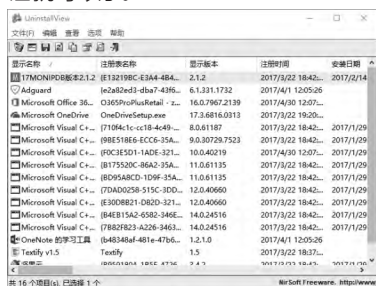 UninstallView
文件(F) 编辑 查看 选项 帮助
显示名称 / 注册表名称 显示版本 注册时间 安装日期
17MONIPDB版本2.1.2 {E13219BC-E3A4-4B4... 2.1.2 2017/3/22 18:42:... 2017/2/14
Adguard {e2a82ed3-dba7-43f6... 6.1.331.1732 2017/4/1 12:05:26
Microsoft Office 36... O365ProPlusRetail - z... 16.0.7967.2139 2017/4/30 12:07:...
Microsoft OneDrive OneDriveSetup.exe 17.3.6816.0313 2017/3/22 19:20:...
Microsoft Visual C+... {710f4c1c-cc18-4c49-... 8.0.61187 2017/3/22 18:42:... 2017/1/29
Microsoft Visual C+... {9BE518E6-ECC6-35A... 9.0.30729.7523 2017/3/22 18:42:... 2017/1/29
Microsoft Visual C+... {F0C3E5D1-1ADE-321... 10.0.40219 2017/4/30 12:07:... 2017/1/29
Microsoft Visual C+... {B175520C-86A2-35A... 11.0.61135 2017/3/22 18:42:... 2017/1/29
Microsoft Visual C+... {BD95A8CD-1D9F-35A... 11.0.61135 2017/3/22 18:42:... 2017/1/29
Microsoft Visual C+... {7DAD0258-515C-3DD... 12.0.40660 2017/3/22 18:42:... 2017/1/29
Microsoft Visual C+... {E30D8B21-D82D-321... 12.0.40660 2017/3/22 18:42:... 2017/1/29
Microsoft Visual C+... {B4EB15A2-6582-346E... 14.0.24516 2017/3/22 18:42:... 2017/1/29
Microsoft Visual C+... {7B82F823-A226-3463... 14.0.24516 2017/3/22 18:42:... 2017/1/29
OneNote 的学习工具 {b48348af-481e-47b6... 1.2.1.0 2017/4/1 12:05:26
Textify v1.5 Textify 1.5 2017/3/22 18:37:...
共 16 个项目(s), 已选择 1 个 NirSoft Freeware. http://www